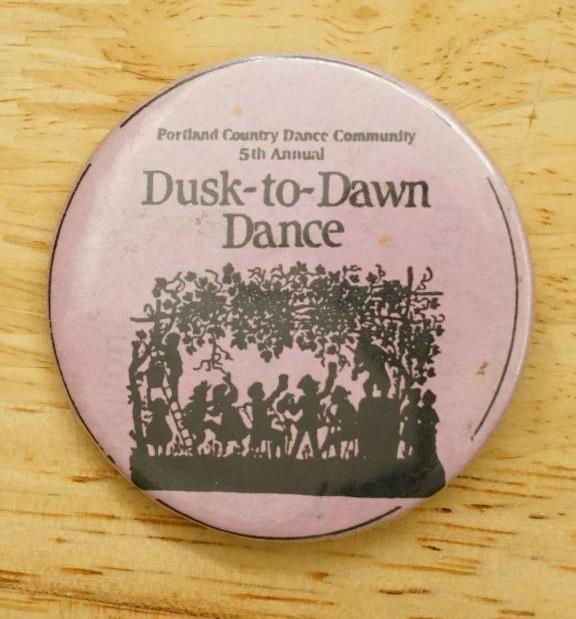 Portland Country Dance Community
5th Annual
Dusk-to-Dawn
Dance